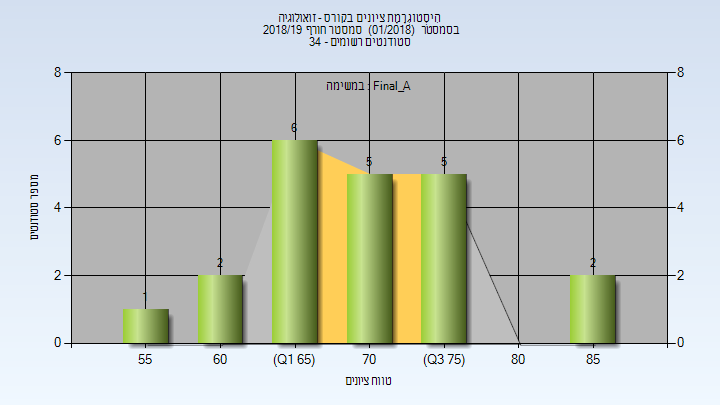 היסטוגרמת ציונים בקורס - זואולוגיה
בסמסטר (01/2018) סמסטר חורף 2018/19
סטודנטים רשומים - 34
במשימה : Final_A
מספר סטודנטים
8
6
4
2
0
8
6
4
2
0
1
2
6
5
5
2
55
60
(Q1 65)
70
(Q3 75)
80
85
טווח ציונים